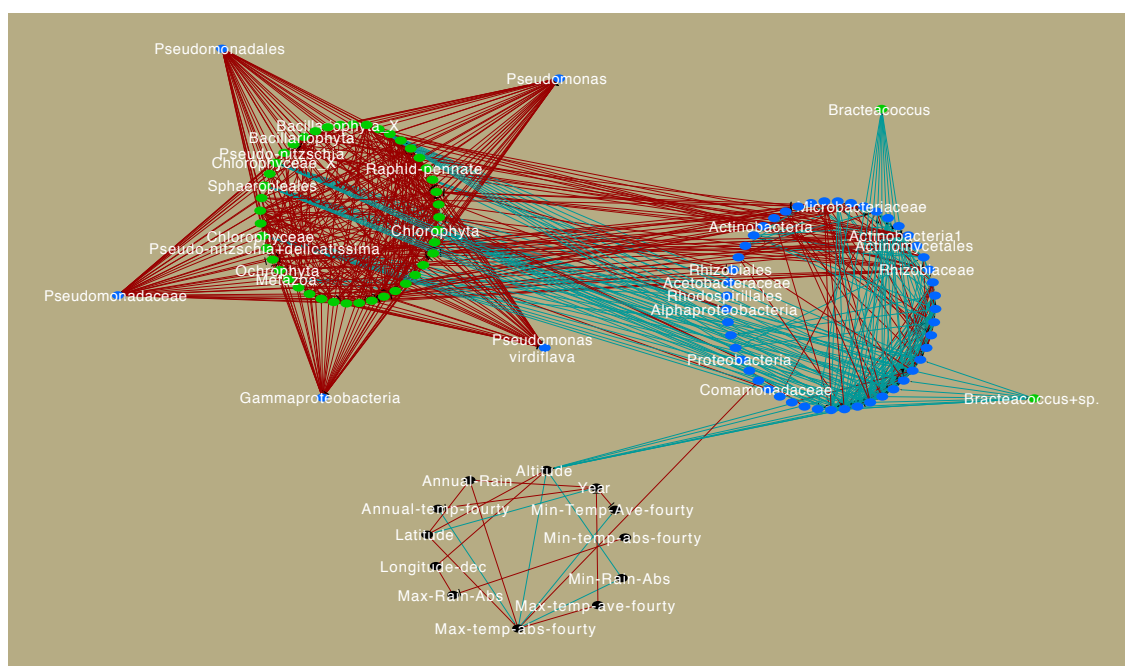 Pseudomonadales
Pseudomonas
Bracteacoccus
Bacillariophyta_X
Bacillariophyta
Pseudo-nitzschia
Chlorophyceae_X
Raphid-pennate
Sphaeropleales
Microbacteriaceae
Actinobacteria
Chlorophyta
Actinobacteria1
Chlorophyceae
Actinomycetales
Pseudo-nitzschia+delicatissima
Ochrophyta
Rhizobiales
Rhizobiaceae
Metazoa
Acetobacteraceae
Pseudomonadaceae
Rhodospirillales
Alphaproteobacteria
Pseudomonas
virdiflava
Proteobacteria
Comamonadaceae
Gammaproteobacteria
Bracteacoccus+sp.
Altitude
Annual-Rain
Year
Annual-temp-fourty
Min-Temp-Ave-fourty
Latitude
Min-temp-abs-fourty
Longitude-dec
Min-Rain-Abs
Max-Rain-Abs
Max-temp-ave-fourty
Max-temp-abs-fourty